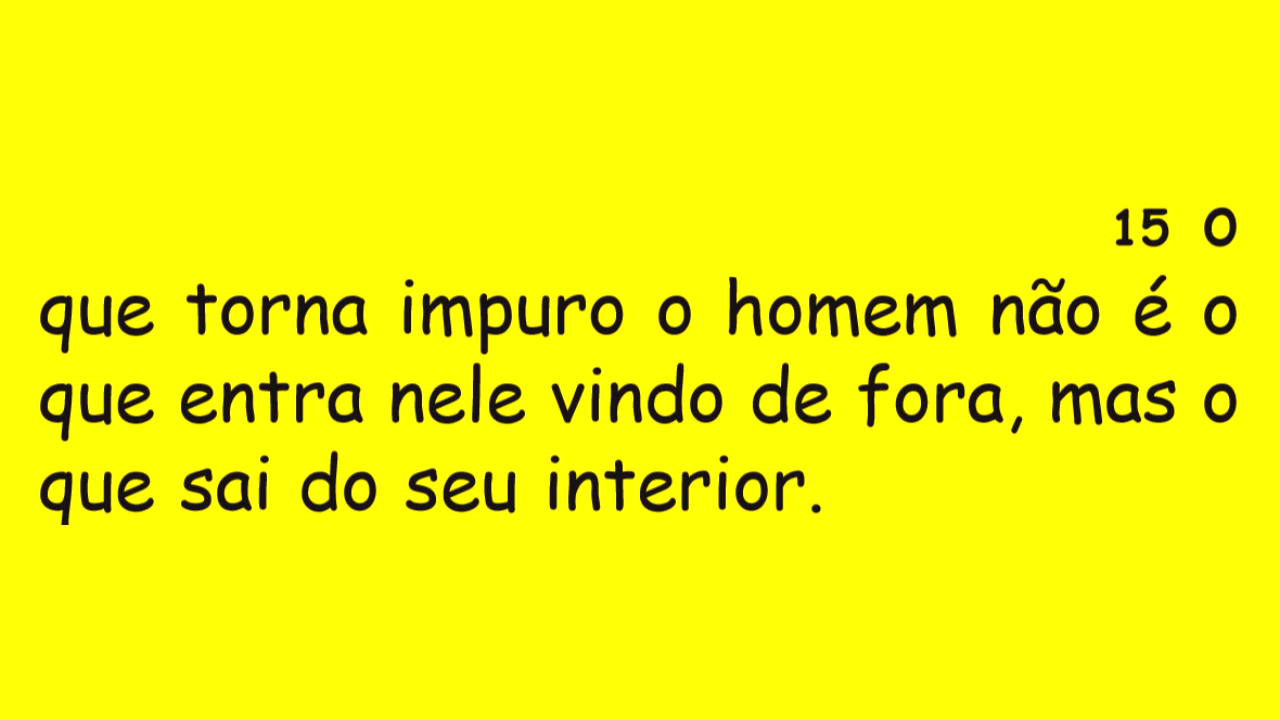 15 O
que torna impuro o homem não é o
que entra nele vindo de fora, mas o
que sai do seu interior.